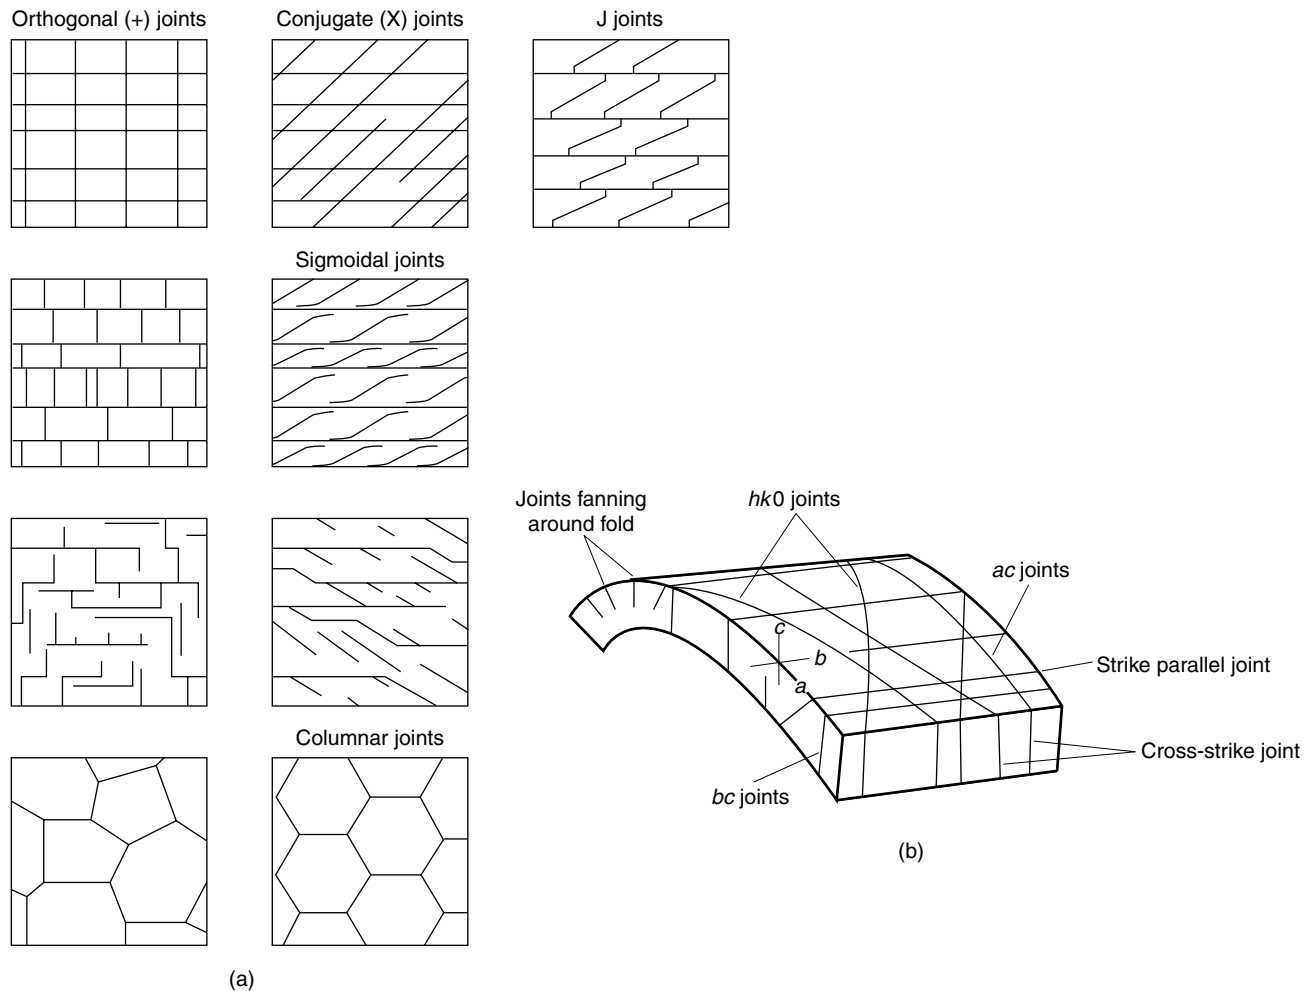 Orthogonal (+) joints
Conjugate (X) joints
J joints
Sigmoidal joints
Columnar joints
(a)
Joints fanning
around fold
hk0 joints
ac joints
c
b
a
Strike parallel joint
Cross-strike joint
bc joints
(b)